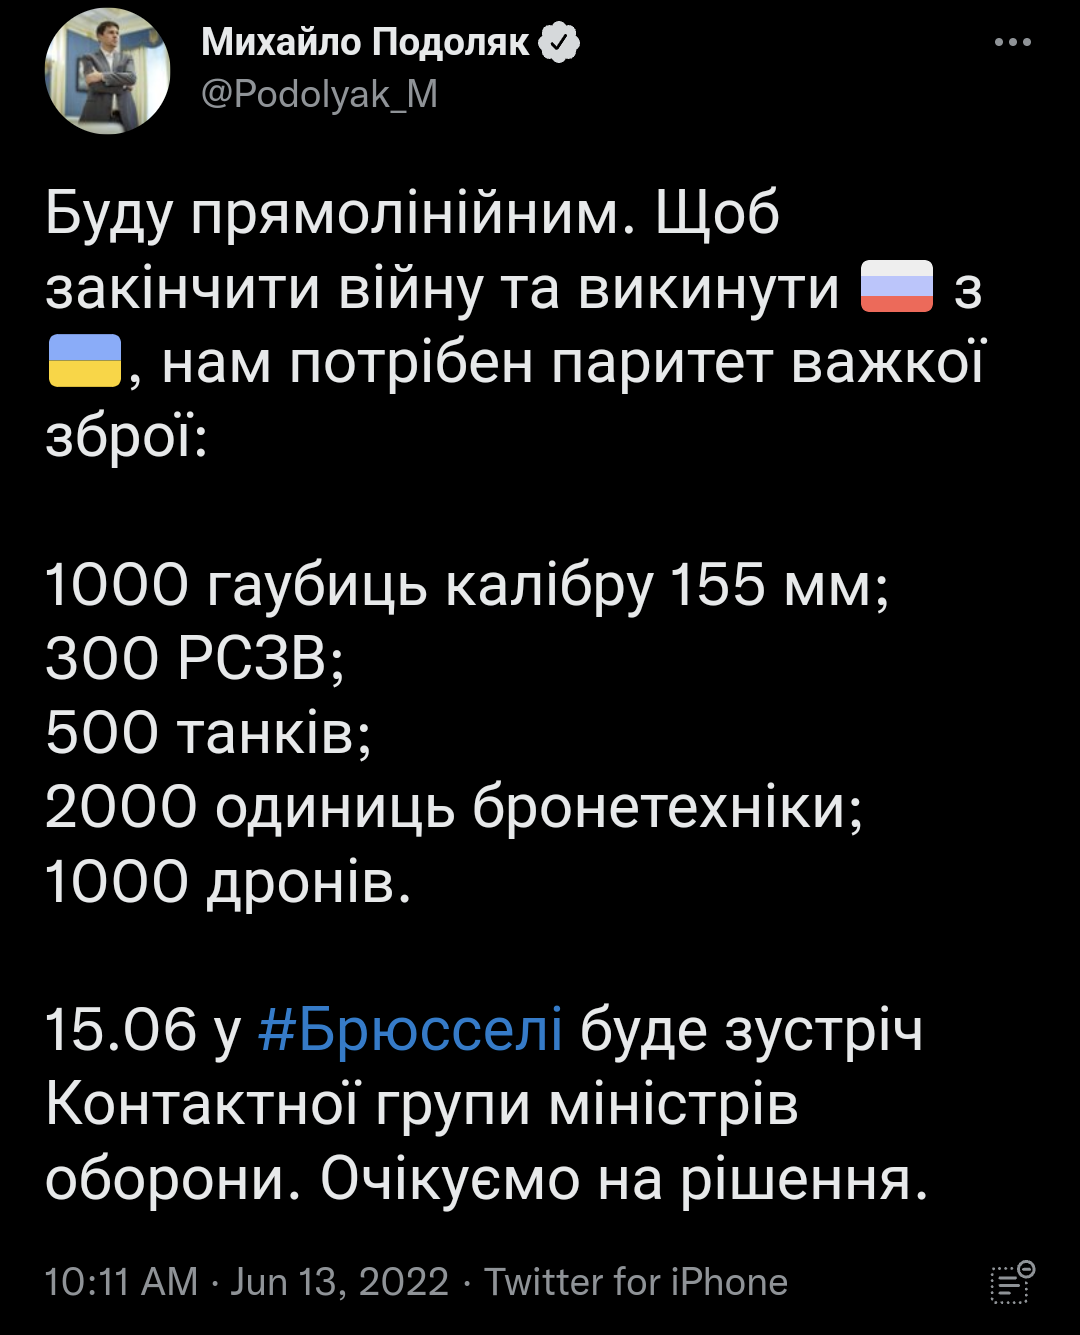 Михайло Подоляк
@Podolyak_M
Буду прямолінійним. Щоб
закінчити війну та викинути 🇷🇺 з
🇺🇦, нам потрібен паритет важкої
зброї:
1000 гаубиць калібру 155 мм;
300 РСЗВ;
500 танків;
2000 одиниць бронетехніки;
1000 дронів.
15.06 у #Брюсселі буде зустріч
Контактної групи міністрів
оборони. Очікуємо на рішення.
10:11 AM · Jun 13, 2022 · Twitter for iPhone